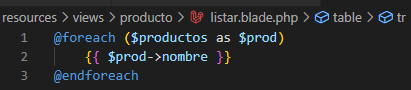 resources > views > producto > listar.blade.php > table > tr
1 @foreach ($productos as $prod)
2 {{ $prod->nombre }}
3 @endforeach